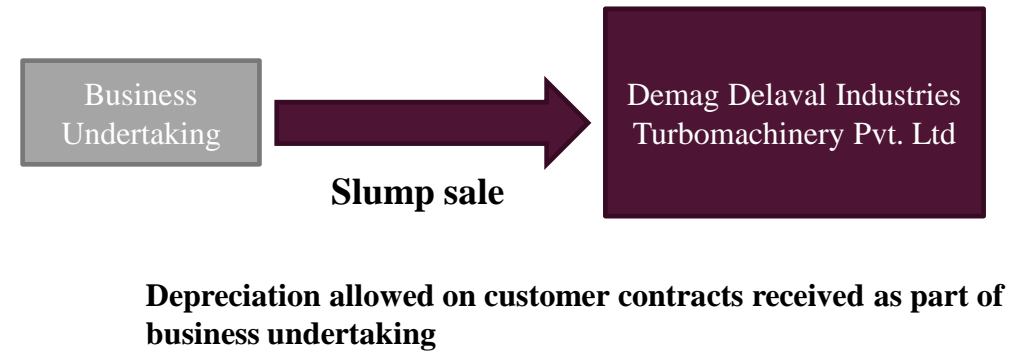 Business
Undertaking
Demag Delaval Industries
Turbomachinery Pvt. Ltd
Slump sale
Depreciation allowed on customer contracts received as part of
business undertaking